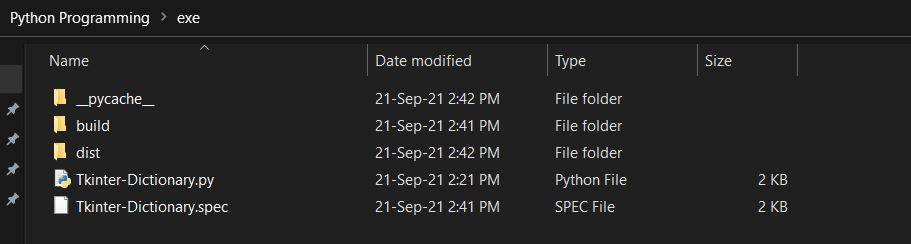 Python Programming > exe
Name Date modified Type Size
__pycache__ 21-Sep-21 2:42 PM File folder
build 21-Sep-21 2:41 PM File folder
dist 21-Sep-21 2:42 PM File folder
Tkinter-Dictionary.py 21-Sep-21 2:21 PM Python File 2 KB
Tkinter-Dictionary.spec 21-Sep-21 2:41 PM SPEC File 2 KB